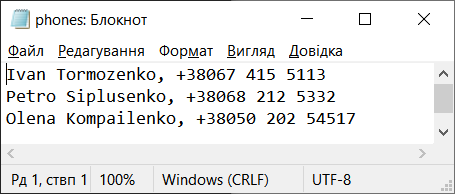 phones: Блокнот
Файл Редагування Формат Вигляд Довідка
Ivan Tormozenko, +38067 415 5113
Petro Siplusenko, +38068 212 5332
Olena Kompailenko, +38050 202 54517
Рд 1, ствп 1 100% Windows (CRLF) UTF-8